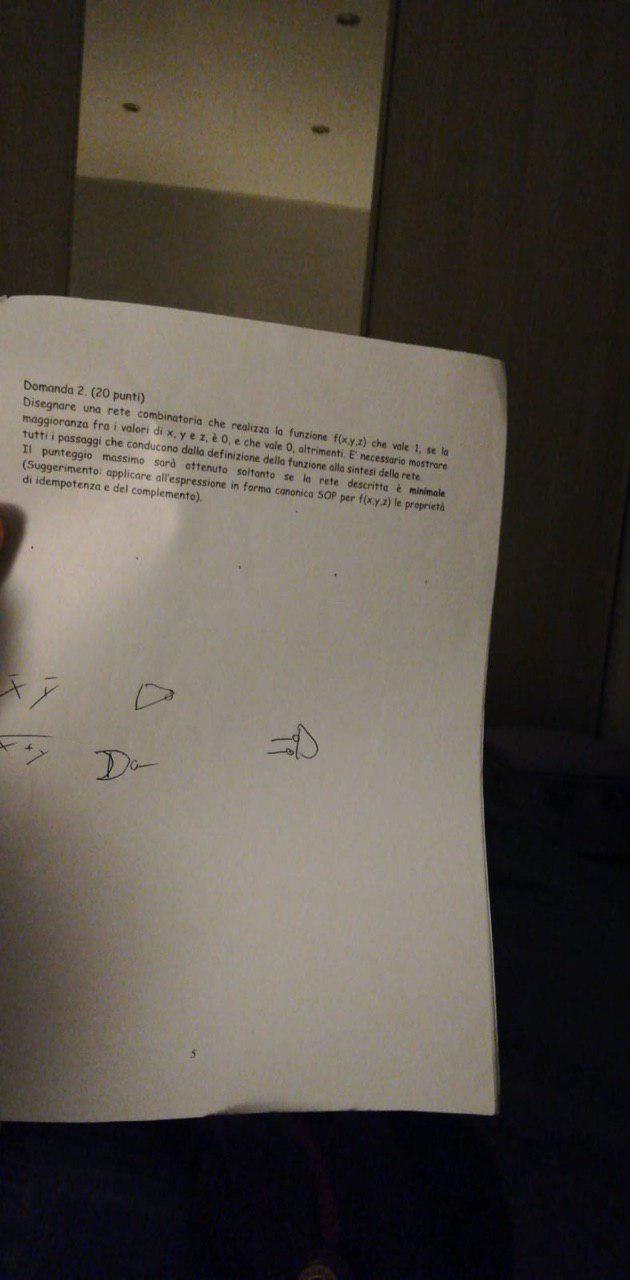 Domanda 2. (20 punti)
Disegnare una rete combinatoria che realizza la funzione f(x,y,z) che vale 1, se la
maggioranza fra i valori di x, y e z, è 0, e che vale 0, altrimenti. E' necessario mostrare
tutti i passaggi che conducono dalla definizione della funzione alla sintesi della rete.
Il punteggio massimo sarà ottenuto soltanto se la rete descritta è minimale
(Suggerimento: applicare all'espressione in forma canonica SOP per f(x,y,z) le proprietà
di idempotenza e del complemento).
x̅ y̅
x̅ ̅+̅ ̅y̅
5